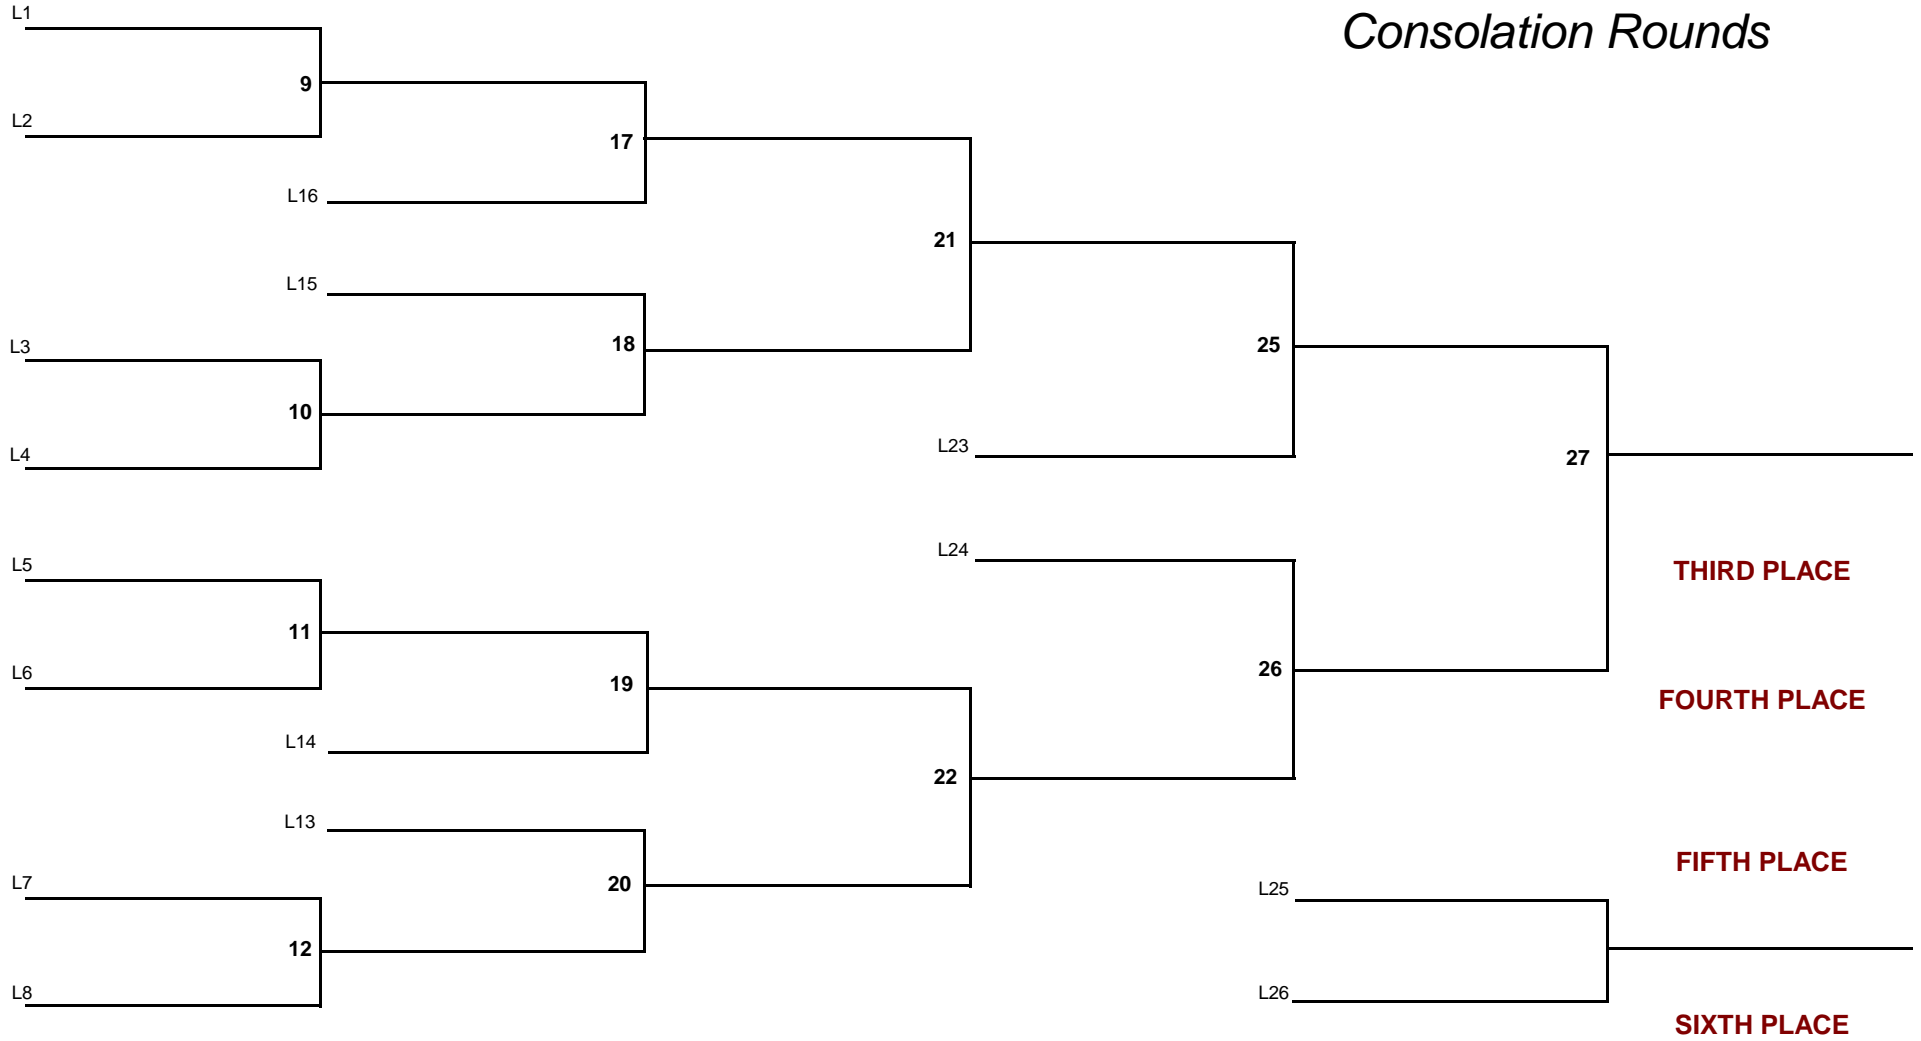 L1
Consolation Rounds
9
L2
17
L16
21
L15
L3
18
25
10
L23
L4
27
L24
L5
THIRD PLACE
11
L6
26
19
FOURTH PLACE
L14
22
L13
FIFTH PLACE
L7
20
L25
12
L8
L26
SIXTH PLACE